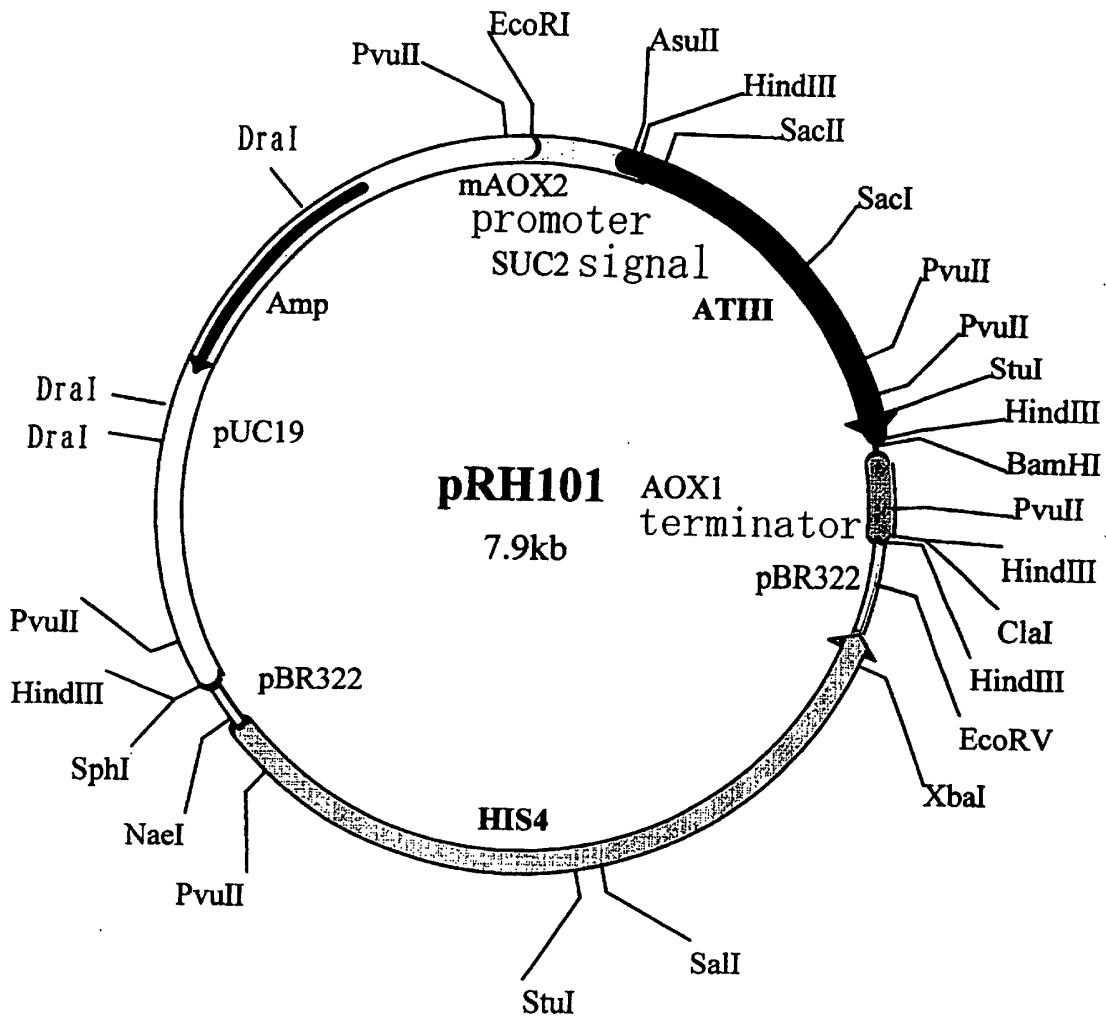 EcoRI
PvuII
AsuII
HindIII
SacII
DraI
mAOX2
promoter
SUC2 signal
SacI
PvuII
ATIII
Amp
PvuII
StuI
DraI
HindIII
DraI
pUC19
BamHI
pRH101
7.9kb
AOX1
terminator
PvuII
HindIII
pBR322
ClaI
PvuII
HindIII
pBR322
HindIII
EcoRV
SphI
XbaI
NaeI
HIS4
PvuII
SalI
StuI